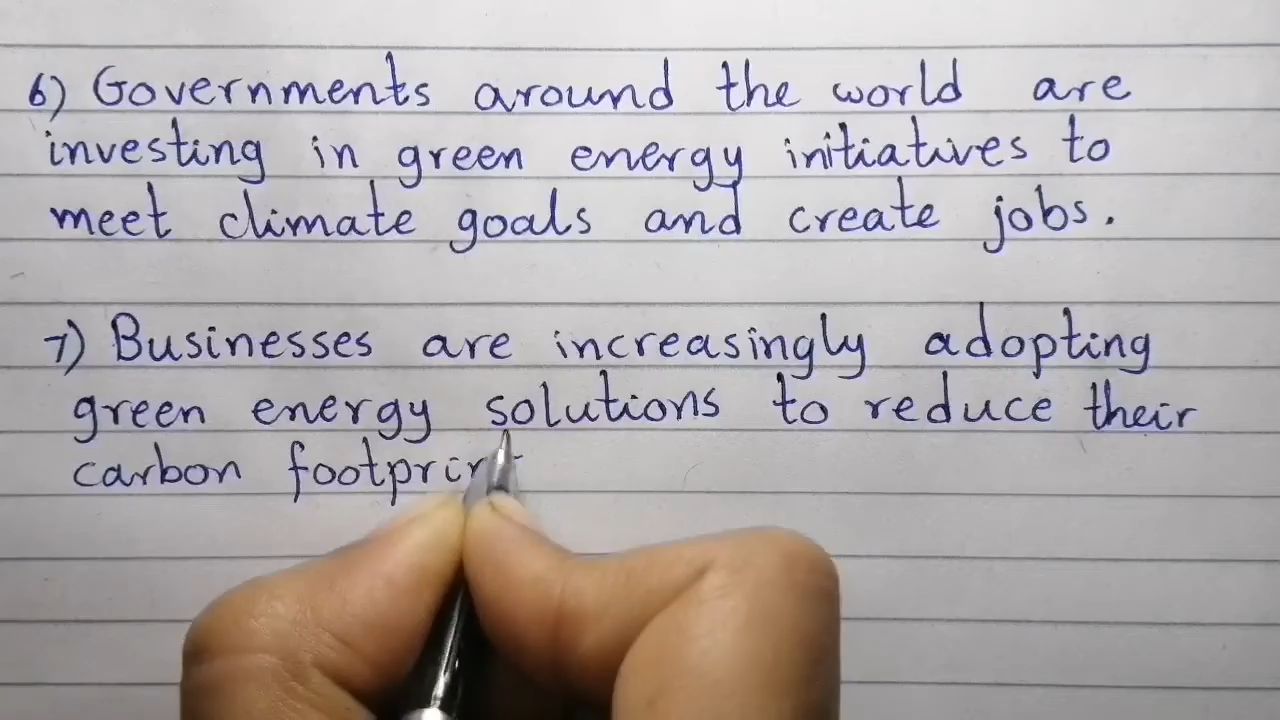 6) Governments around the world are
investing in green energy initiatives to
meet climate goals and create jobs.
7) Businesses are increasingly adopting
green energy solutions to reduce their
carbon